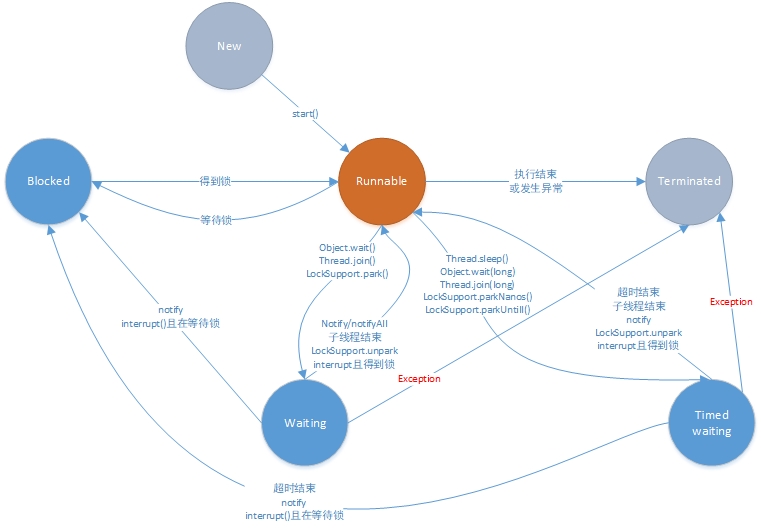 New
start()
Blocked
得到锁
Runnable
执行结束
或发生异常
Terminated
等待锁
Object.wait()
Thread.join()
LockSupport.park()
Thread.sleep()
Object.wait(long)
Thread.join(long)
LockSupport.parkNanos()
LockSupport.parkUntill()
超时结束
子线程结束
notify
LockSupport.unpark
interrupt且得到锁
Exception
notify
interrupt()且在等待锁
Notify/notifyAll
子线程结束
LockSupport.unpark
interrupt且得到锁
Exception
Waiting
Timed
waiting
超时结束
notify
interrupt()且在等待锁